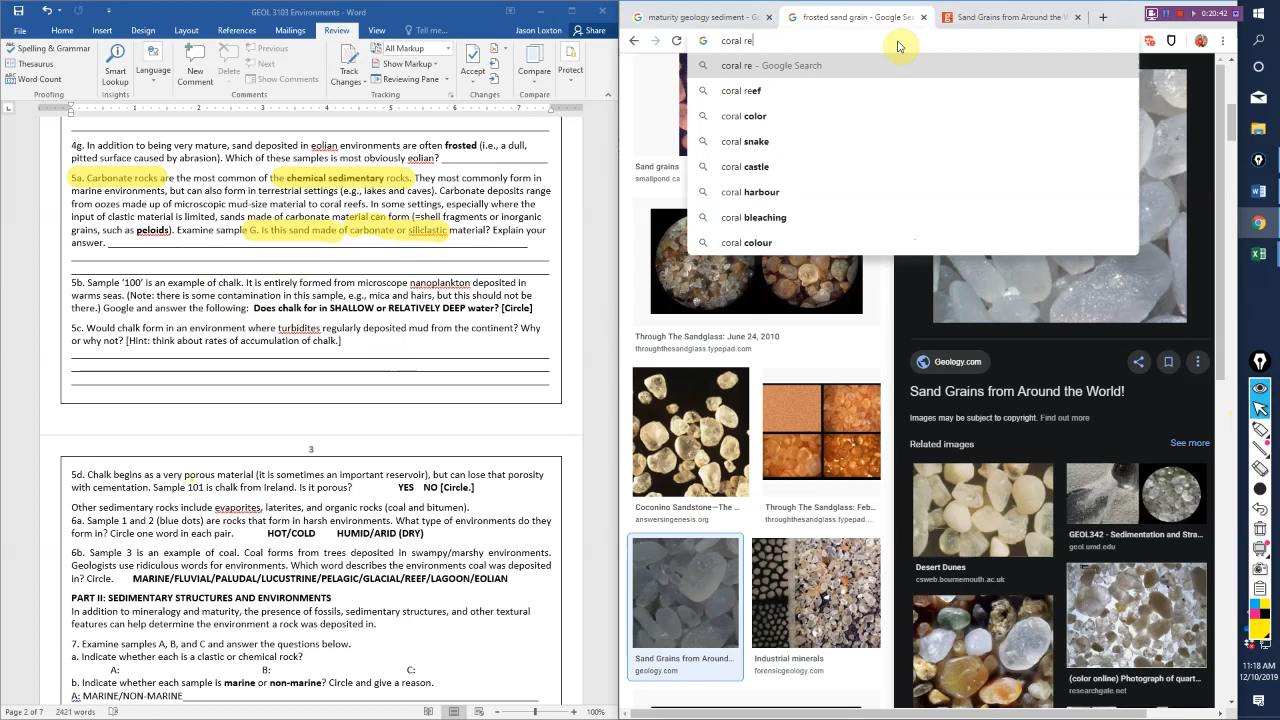 GEOL 3103 Environments - Word
Jason Loxton
File
Home
Insert
Design
Layout
References
Mailings
Review
View
Tell me...
Share
Spelling & Grammar
Thesaurus
Word Count
Proofing
Smart Lookup
Insights
Language
New Comment
Comments
Track Changes
All Markup
Show Markup
Reviewing Pane
Tracking
Accept
Changes
Compare
Compare
Protect
4g. In addition to being very mature, sand deposited in eolian environments are often frosted (i.e., a dull,
pitted surface caused by abrasion). Which of these samples is most obviously eolian?
5a. Carbonate rocks are the most common of the chemical sedimentary rocks. They most commonly form in
marine environments, but can also form in terrestrial settings (e.g., lakes and caves). Carbonate deposits range
from oozes made up of microscopic mud-size material to coral reefs. In some settings, especially where the
input of clastic material is limited, sands made of carbonate material can form (=shell fragments or inorganic
grains, such as peloids). Examine sample G. Is this sand made of carbonate or siliclastic material? Explain your
answer.
5b. Sample '100' is an example of chalk. It is entirely formed from microscope nanoplankton deposited in
warms seas. (Note: there is some contamination in this sample, e.g., mica and hairs, but this should not be
there.) Google and answer the following: Does chalk for in SHALLOW or RELATIVELY DEEP water? [Circle]
5c. Would chalk form in an environment where turbidites regularly deposited mud from the continent? Why
or why not? [Hint: think about rates of accumulation of chalk.]
3
5d. Chalk begins as a very porous material (it is sometimes an important reservoir), but can lose that porosity
with cementation. Sample 101 is chalk from Ireland. Is it porous? YES NO [Circle.]
Other sedimentary rocks include evaporites, laterites, and organic rocks (coal and bitumen).
6a. Sample 1 and 2 (blue dots) are rocks that form in harsh environments. What type of environments do they
form in? Circle one word in each pair. HOT/COLD HUMID/ARID (DRY)
6b. Sample 3 is an example of coal. Coal forms from trees deposited in swampy/marshy environments.
Geologists use ridiculous words for environments. Which word describes the environments coal was deposited
in? Circle. MARINE/FLUVIAL/PALUDAL/LUCUSTRINE/PELAGIC/GLACIAL/REEF/LAGOON/EOLIAN
PART II: SEDIMENTARY STRUCTURES AND ENVIRONMENTS
In addition to mineralogy and maturity, the presence of fossils, sedimentary structures, and other textural
features can help determine the environment a rock was deposited in.
7. Examine samples A, B, and C and answer the questions below.
a. Indicate whether each is a clastic or chemical rock?
A: B: C:
b. Indicate whether each sample is marine or non-marine? Circle and give a reason.
A: MARINE/NON-MARINE
Page 2 of 7
2421 words
100%
maturity geology sediment - G
frosted sand grain - Google Se
Sand Grains from Around the W
0:20:42
coral re
coral re - Google Search
coral reef
coral color
coral snake
coral castle
coral harbour
coral bleaching
coral colour
Sand grains
smallpond.ca
Through The Sandglass: June 24, 2010
throughthesandglass.typepad.com
Coconino Sandstone—The ...
answersingenesis.org
Through The Sandglass: Feb...
throughthesandglass.typepad....
Sand Grains from Around...
geology.com
Industrial minerals
forensicgeology.net
Geology.com
Sand Grains from Around the World!
Images may be subject to copyright. Find out more
Related images
See more
Desert Dunes
csweb.bournemouth.ac.uk
GEOL342 - Sedimentation and Stra...
geol.umd.edu
(color online) Photograph of quart...
researchgate.net
11:18 AM
12/10/2019